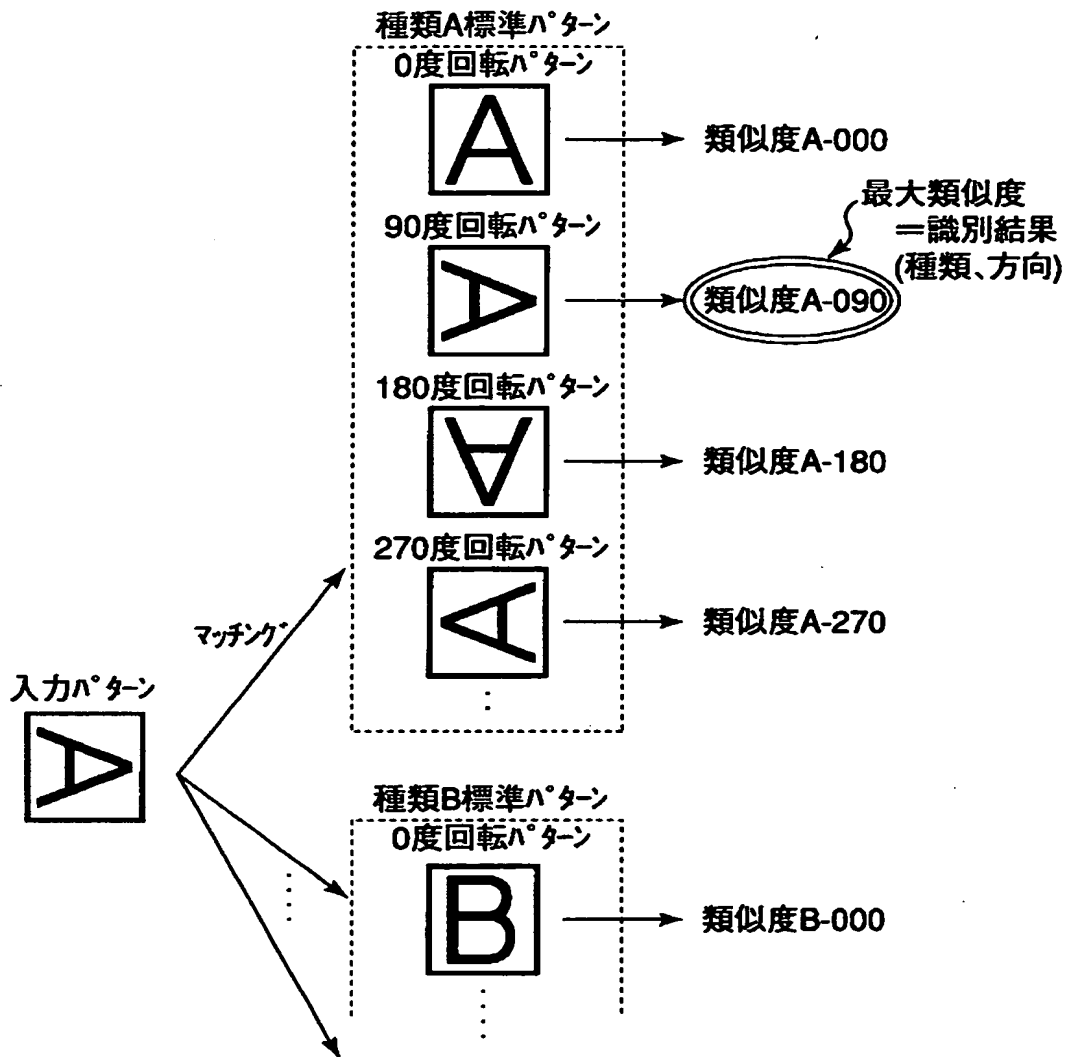 種類A標準パターン
0度回転パターン
A
類似度A-000
最大類似度
＝識別結果
(種類、方向)
90度回転パターン
A
類似度A-090
180度回転パターン
A
類似度A-180
270度回転パターン
A
類似度A-270
マッチング
入力パターン
A
種類B標準パターン
0度回転パターン
B
類似度B-000